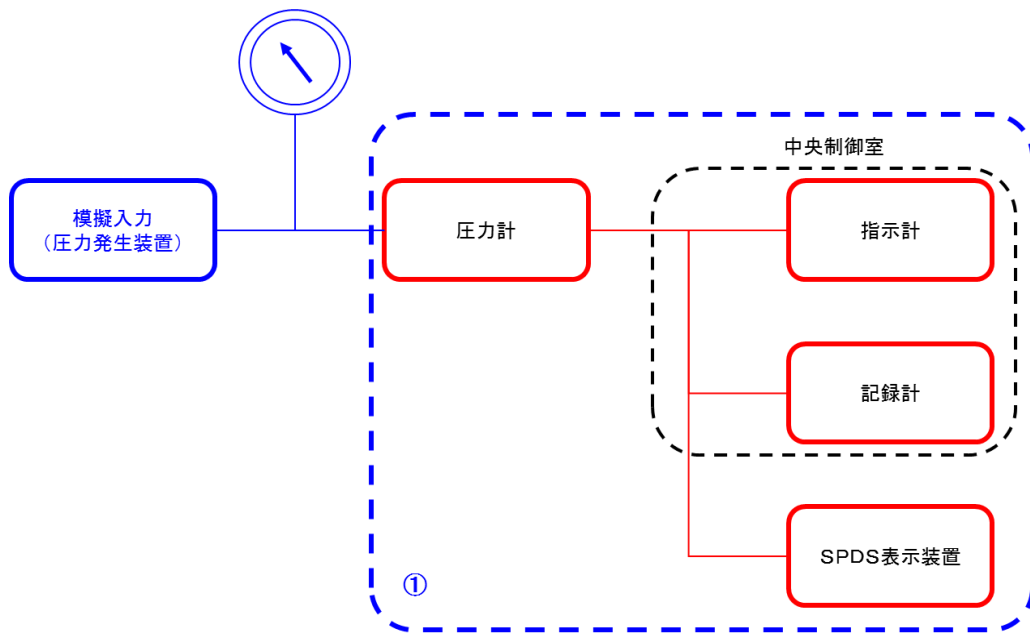 中央制御室
模擬入力
（圧力発生装置）
圧力計
指示計
記録計
SPDS表示装置
①